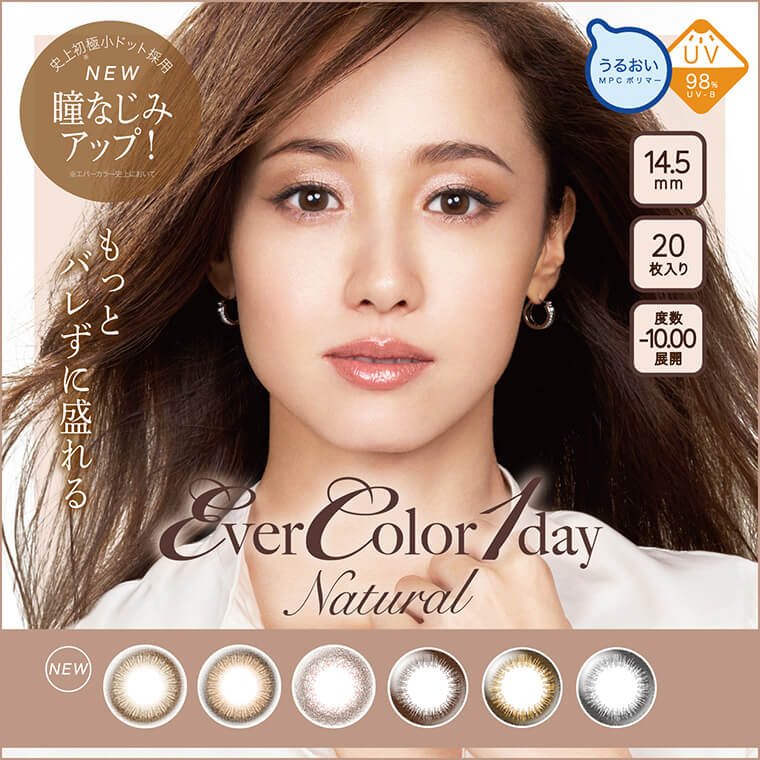 史上初※極小ドット採用
NEW
瞳なじみ
アップ!
※エバーカラー史上において
うるおい
MPCポリマー
UV
98%
UV-B
14.5
mm
20
枚入り
度数
-10.00
展開
もっと
バレずに盛れる
EverColor1day
Natural
NEW